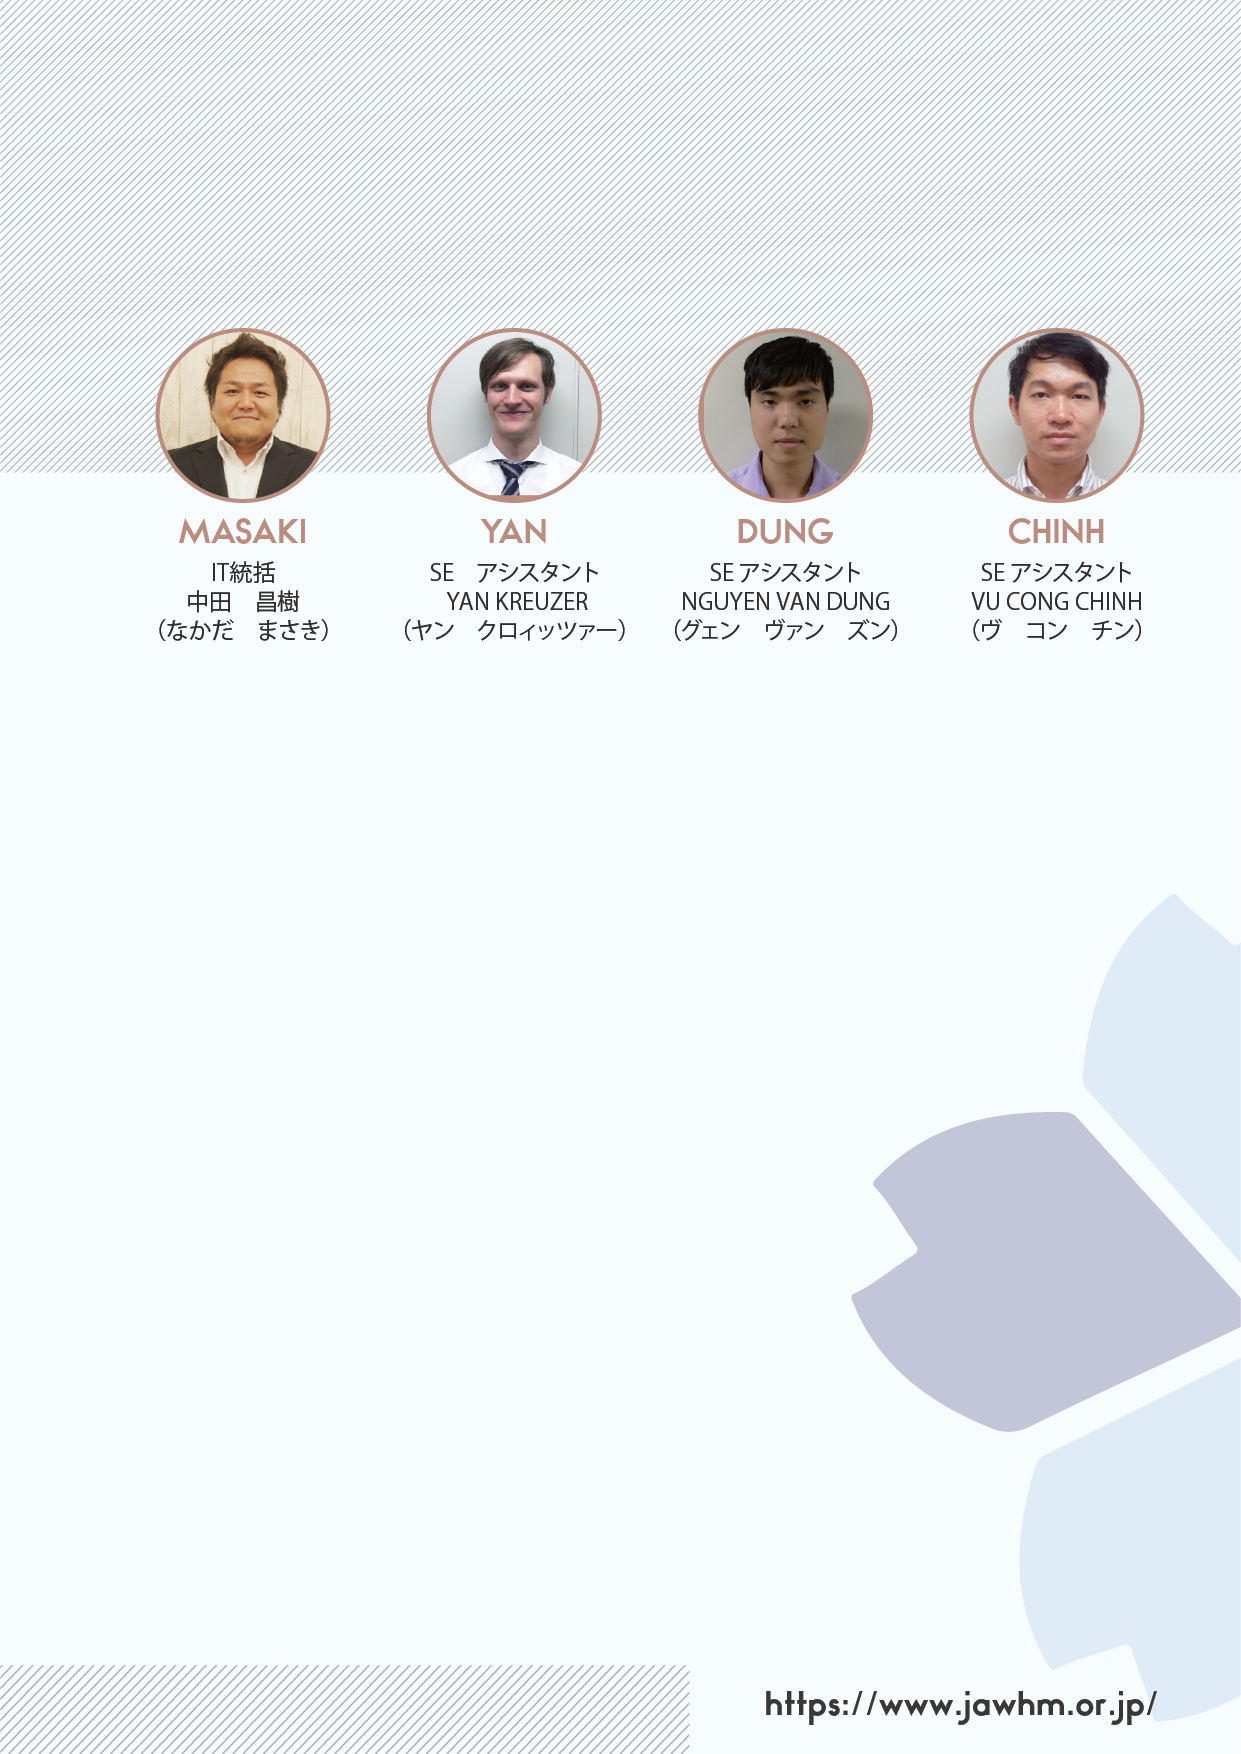 MASAKI
IT統括
中田　昌樹
（なかだ　まさき）
YAN
SE　アシスタント
YAN KREUZER
（ヤン　クロィッツァー）
DUNG
SE アシスタント
NGUYEN VAN DUNG
（グェン　ヴァン　ズン）
CHINH
SE アシスタント
VU CONG CHINH
（ヴ　コン　チン）
https://www.jawhm.or.jp/